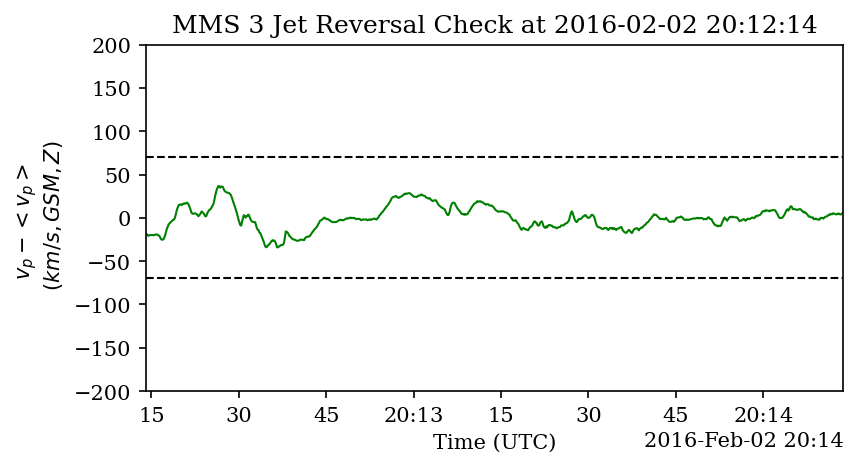 MMS 3 Jet Reversal Check at 2016-02-02 20:12:14
200
150
100
50
0
−50
−100
−150
−200
v_p − < v_p >
(km/s, GSM, Z)
15 30 45 20:13 15 30 45 20:14
Time (UTC)
2016-Feb-02 20:14